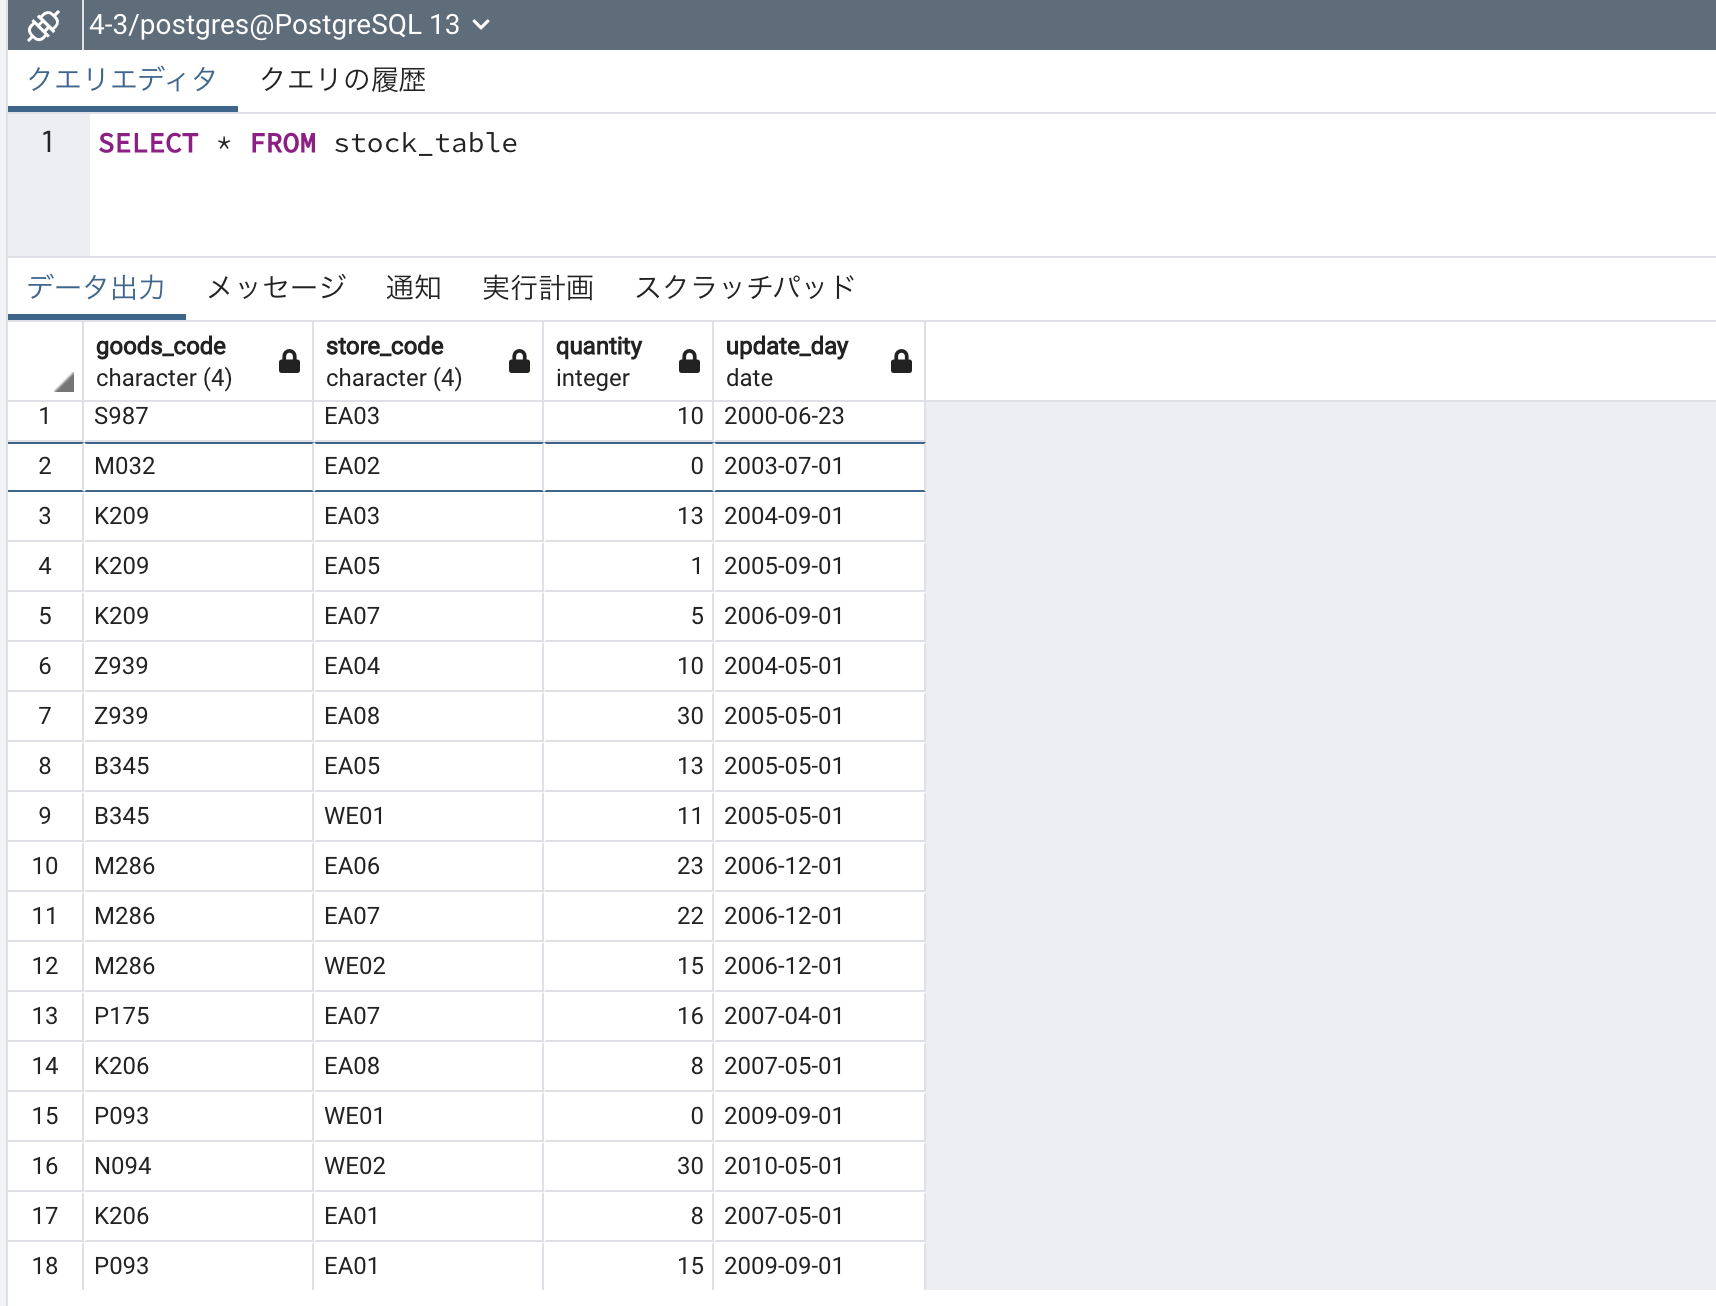 4-3/postgres@PostgreSQL 13
クエリエディタ クエリの履歴
1 SELECT * FROM stock_table
データ出力 メッセージ 通知 実行計画 スクラッチパッド
goods_code store_code quantity update_day
character (4) character (4) integer date
1 S987 EA03 10 2000-06-23
2 M032 EA02 0 2003-07-01
3 K209 EA03 13 2004-09-01
4 K209 EA05 1 2005-09-01
5 K209 EA07 5 2006-09-01
6 Z939 EA04 10 2004-05-01
7 Z939 EA08 30 2005-05-01
8 B345 EA05 13 2005-05-01
9 B345 WE01 11 2005-05-01
10 M286 EA06 23 2006-12-01
11 M286 EA07 22 2006-12-01
12 M286 WE02 15 2006-12-01
13 P175 EA07 16 2007-04-01
14 K206 EA08 8 2007-05-01
15 P093 WE01 0 2009-09-01
16 N094 WE02 30 2010-05-01
17 K206 EA01 8 2007-05-01
18 P093 EA01 15 2009-09-01